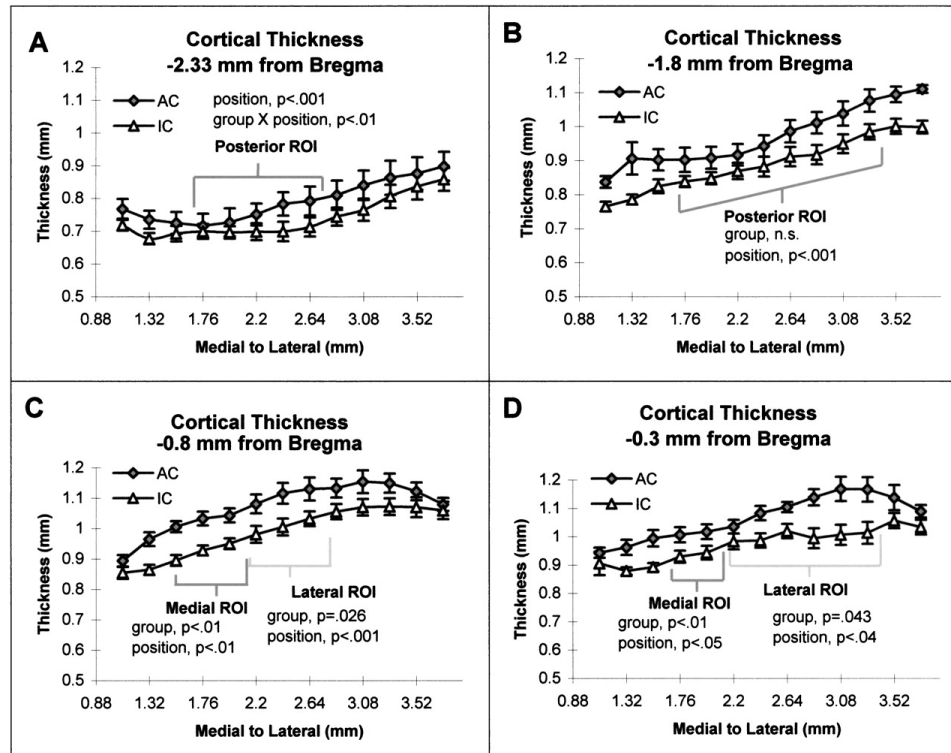 A
Cortical Thickness
-2.33 mm from Bregma
1.2
1.1
1
0.9
0.8
0.7
0.6
0.5
Thickness (mm)
AC
IC
position, p<.001
group X position, p<.01
Posterior ROI
0.88 1.32 1.76 2.2 2.64 3.08 3.52
Medial to Lateral (mm)
B
Cortical Thickness
-1.8 mm from Bregma
1.2
1.1
1
0.9
0.8
0.7
0.6
0.5
Thickness (mm)
AC
IC
Posterior ROI
group, n.s.
position, p<.001
0.88 1.32 1.76 2.2 2.64 3.08 3.52
Medial to Lateral (mm)
C
Cortical Thickness
-0.8 mm from Bregma
1.2
1.1
1
0.9
0.8
0.7
0.6
0.5
Thickness (mm)
AC
IC
Medial ROI
group, p<.01
position, p<.01
Lateral ROI
group, p=.026
position, p<.001
0.88 1.32 1.76 2.2 2.64 3.08 3.52
Medial to Lateral (mm)
D
Cortical Thickness
-0.3 mm from Bregma
1.2
1.1
1
0.9
0.8
0.7
0.6
0.5
Thickness (mm)
AC
IC
Medial ROI
group, p<.01
position, p<.05
Lateral ROI
group, p=.043
position, p<.04
0.88 1.32 1.76 2.2 2.64 3.08 3.52
Medial to Lateral (mm)